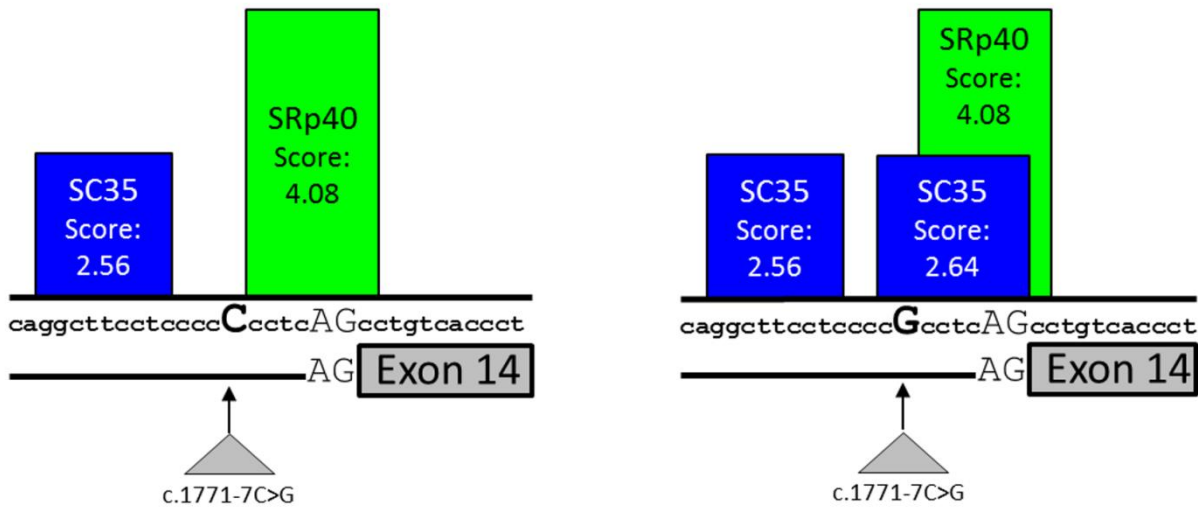 SRp40
Score:
4.08
SC35
Score:
2.56
caggcttcctccccCcctcAGcctgtcaccct
AG Exon 14
c.1771-7C>G
SRp40
Score:
4.08
SC35
Score:
2.56
SC35
Score:
2.64
caggcttcctccccGcctcAGcctgtcaccct
AG Exon 14
c.1771-7C>G